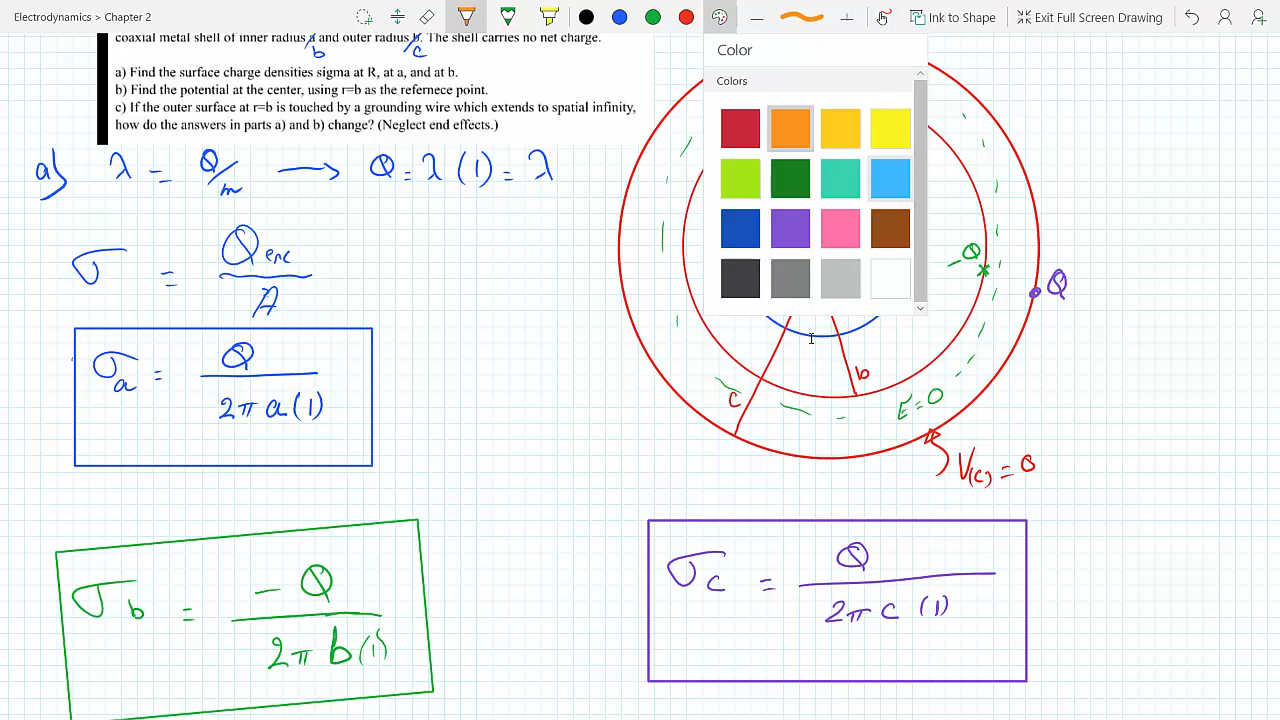 Electrodynamics > Chapter 2
Ink to Shape
Exit Full Screen Drawing
coaxial metal shell of inner radius a and outer radius b. The shell carries no net charge.
b c
a) Find the surface charge densities sigma at R, at a, and at b.
b) Find the potential at the center, using r=b as the refernece point.
c) If the outer surface at r=b is touched by a grounding wire which extends to spatial infinity,
how do the answers in parts a) and b) change? (Neglect end effects.)
Color
Colors
a) λ = Q/m → Q = λ (1) = λ
σ = Qenc / A
σa = Q / 2π a (1)
σb = -Q / 2π b (1)
-Q
Q
b
c
E = 0
V(c) = 0
σc = Q / 2π c (1)